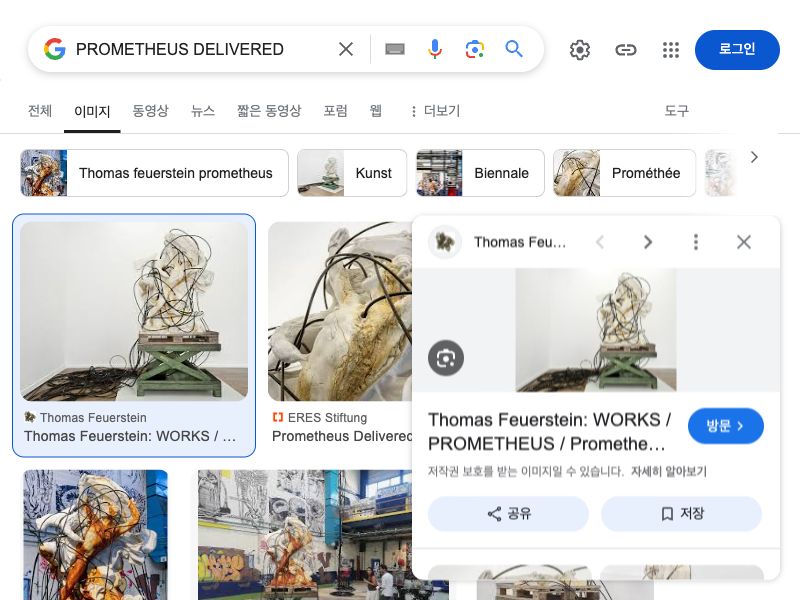 PROMETHEUS DELIVERED
로그인
전체 이미지 동영상 뉴스 짧은 동영상 포럼 웹 더보기 도구
Thomas feuerstein prometheus Kunst Biennale Prométhée
Thomas Feuerstein
Thomas Feuerstein: WORKS / ...
ERES Stiftung
Prometheus Delivered
Thomas Feu...
Thomas Feuerstein: WORKS /
PROMETHEUS / Promethe...
방문
저작권 보호를 받는 이미지일 수 있습니다. 자세히 알아보기
공유 저장